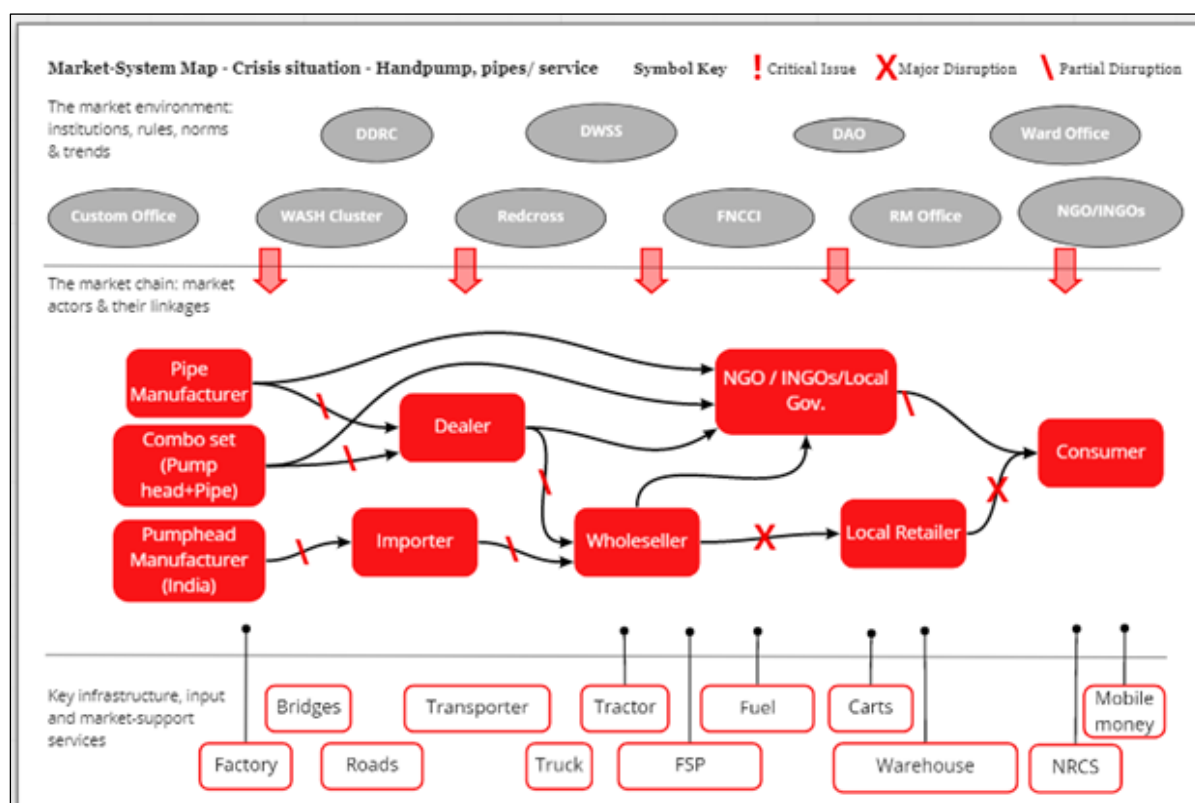 Market-System Map - Crisis situation - Handpump, pipes/ service
Symbol Key
! Critical Issue
X Major Disruption
\ Partial Disruption
The market environment:
institutions, rules, norms
& trends
DDRC
DWSS
DAO
Ward Office
Custom Office
WASH Cluster
Redcross
FNCCI
RM Office
NGO/INGOs
The market chain: market
actors & their linkages
Pipe
Manufacturer
Combo set
(Pump
head+Pipe)
Pumphead
Manufacturer
(India)
Dealer
Importer
Wholeseller
NGO / INGOs/Local
Gov.
Local Retailer
Consumer
Key infrastructure, input
and market-support
services
Bridges
Transporter
Tractor
Fuel
Carts
Mobile
money
Factory
Roads
Truck
FSP
Warehouse
NRCS